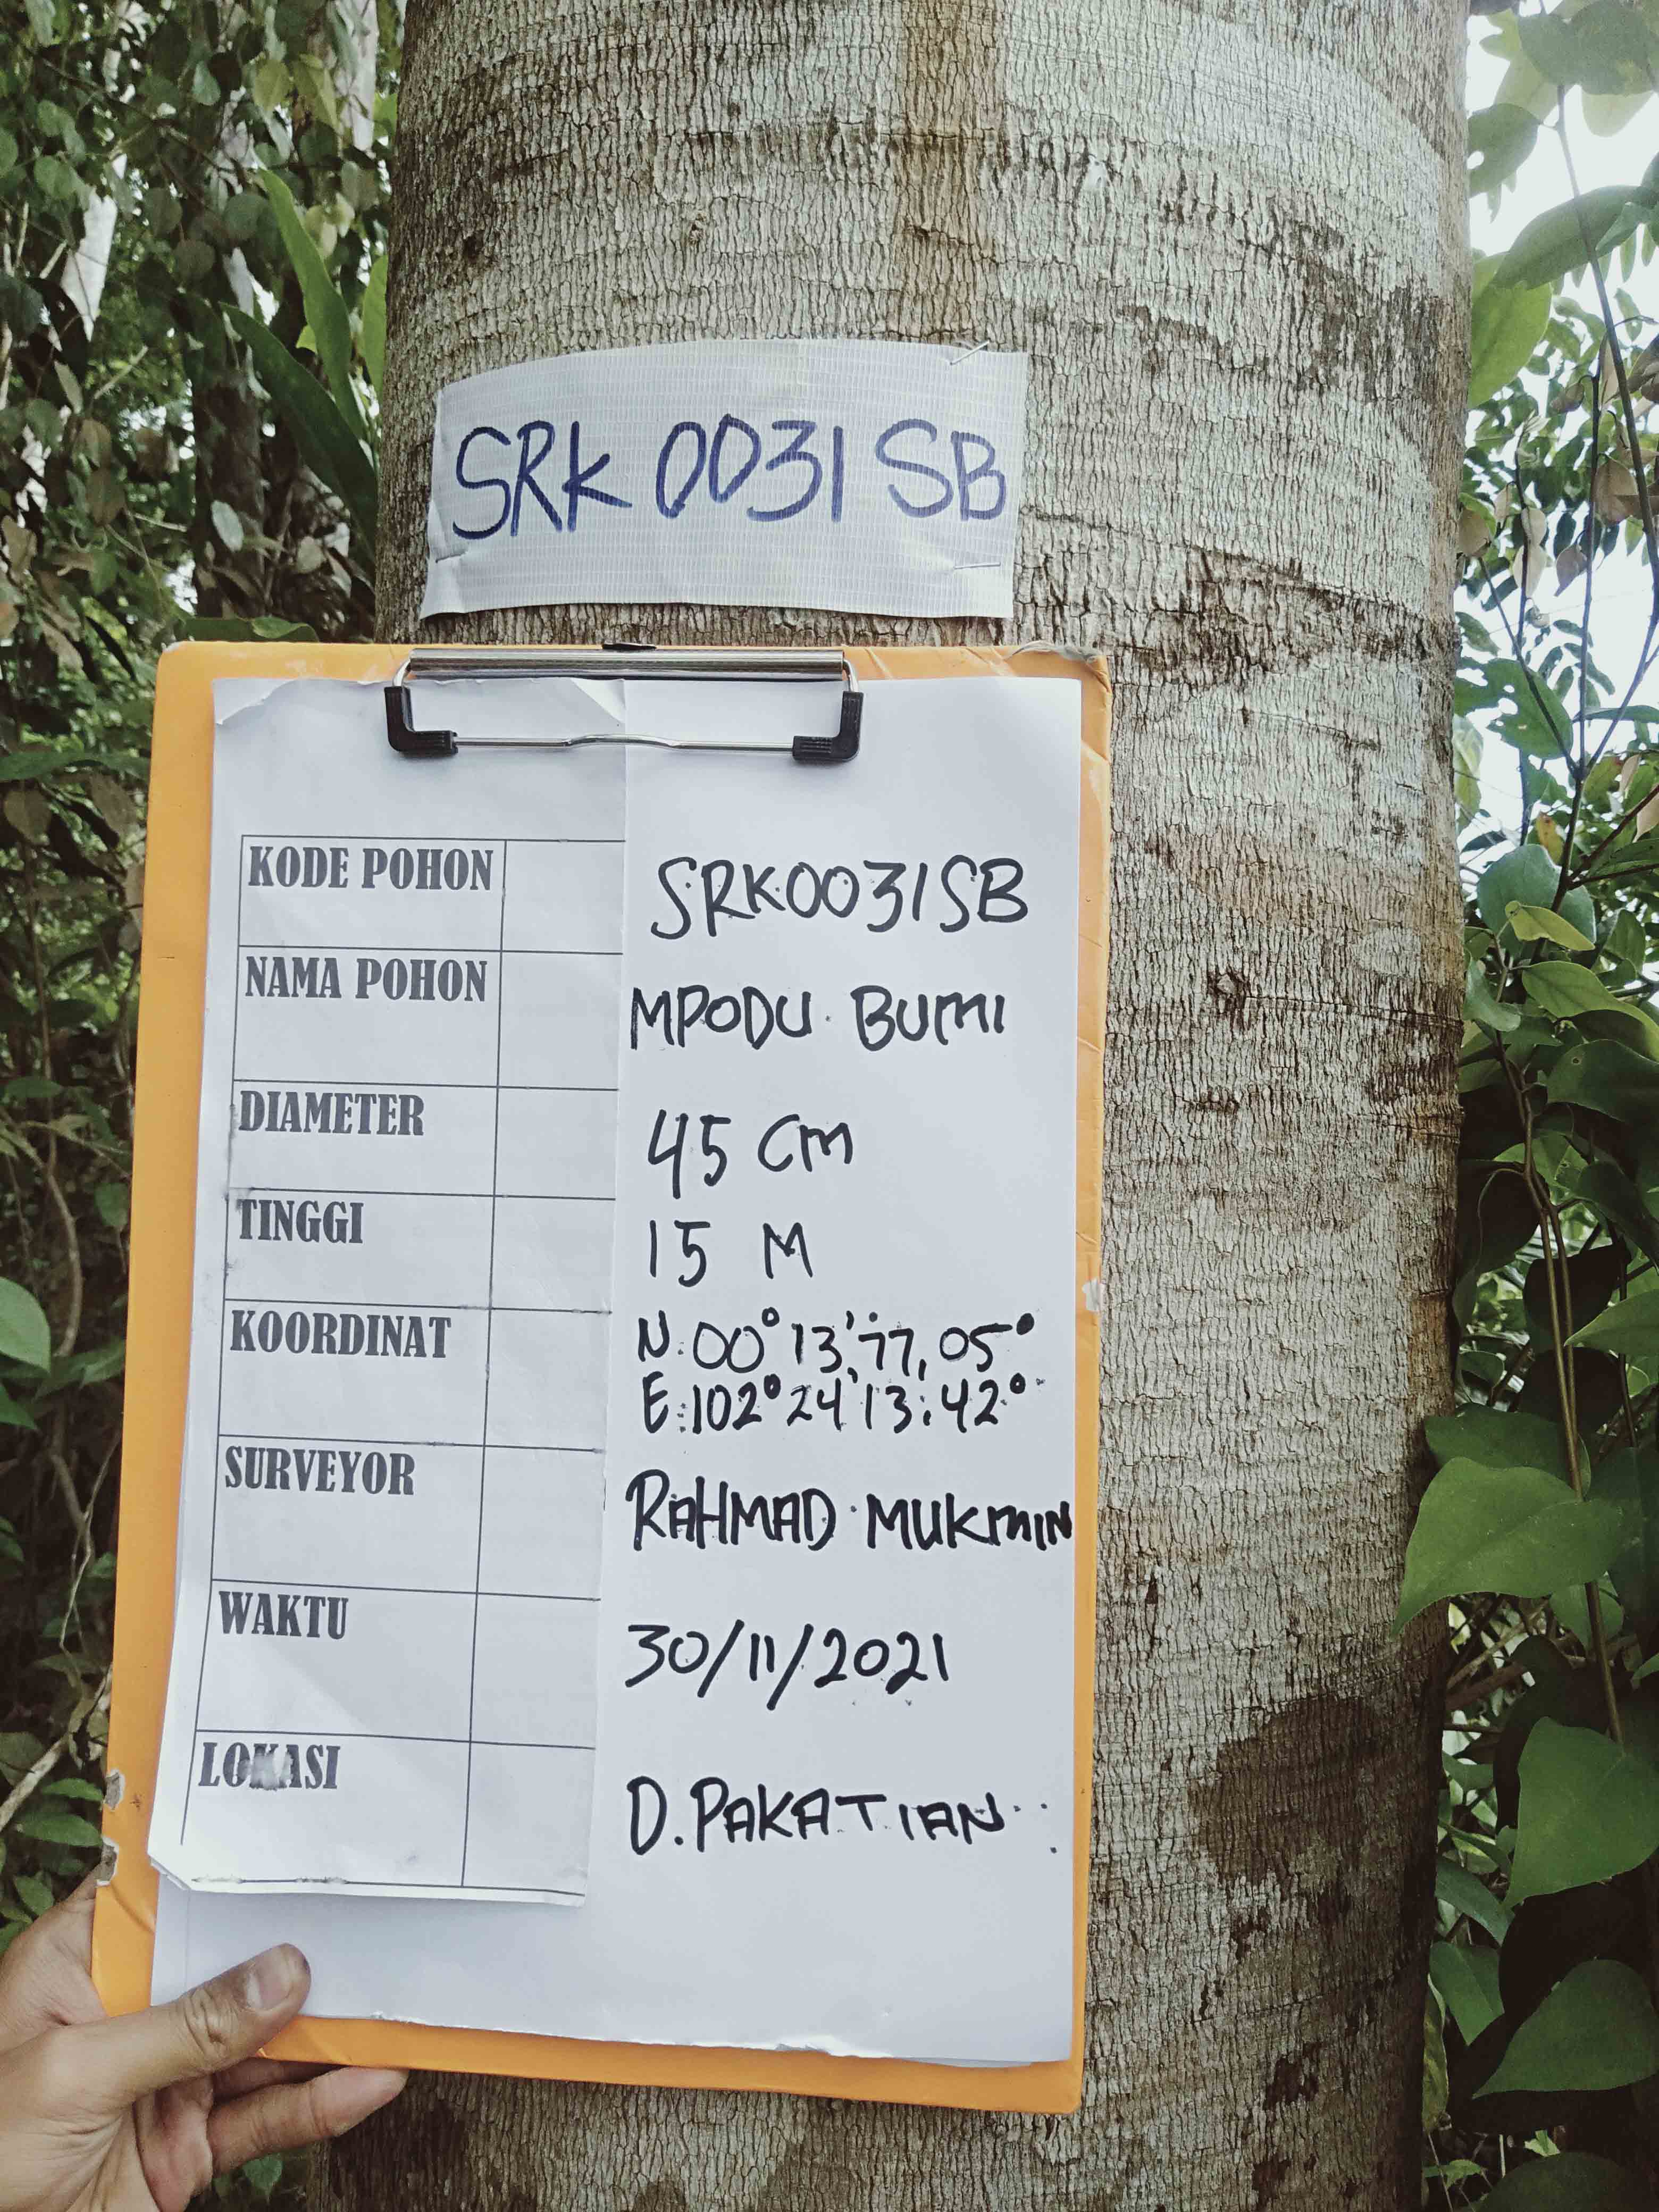 SRK 0031 SB
KODE POHON SRK0031SB
NAMA POHON MPODU BUMI
DIAMETER 45 CM
TINGGI 15 M
KOORDINAT N:00°13'77,05°
E:102°24'13:42°
SURVEYOR RAHMAD MUKMIN
WAKTU 30/11/2021
LOKASI D.PAKATIAN